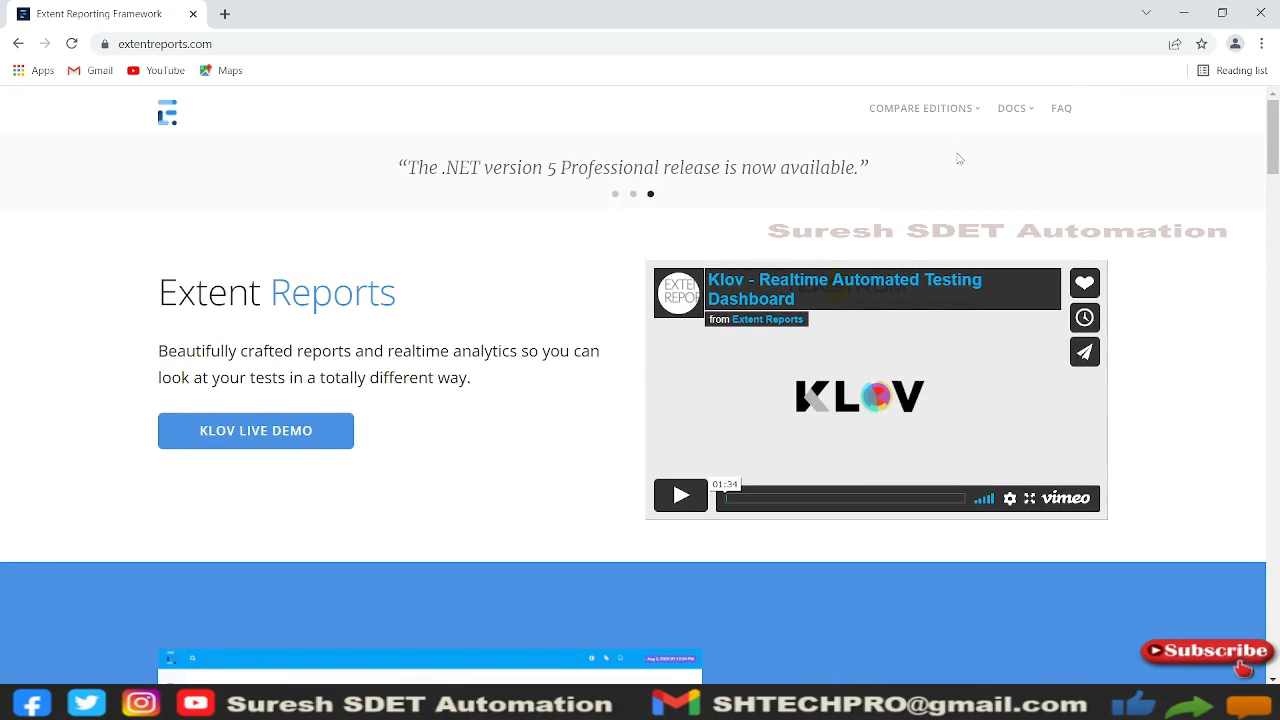 Extent Reporting Framework
extentreports.com
Apps Gmail YouTube Maps Reading list
COMPARE EDITIONS DOCS FAQ
“The .NET version 5 Professional release is now available.”
Suresh SDET Automation
Extent Reports
Beautifully crafted reports and realtime analytics so you can
look at your tests in a totally different way.
KLOV LIVE DEMO
EXTENT
REPOR
Klov - Realtime Automated Testing
Dashboard
from Extent Reports
KLOV
01:34
vimeo
Subscribe
Suresh SDET Automation SHTECHPRO@gmail.com